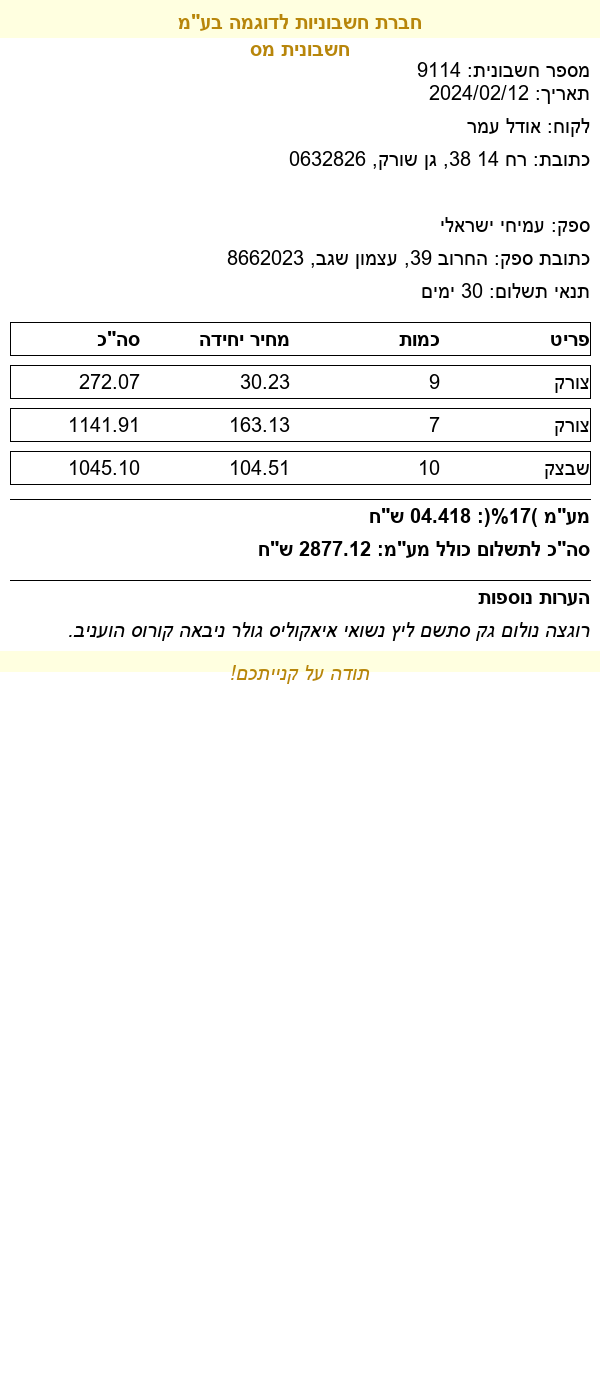 חברת חשבוניות לדוגמה בע"מ
חשבונית מס
מספר חשבונית: 9114
תאריך: 2024/02/12
לקוח: אודל עמר
כתובת: רח 14 38, גן שורק, 0632826
ספק: עמיחי ישראלי
כתובת ספק: החרוב 39, עצמון שגב, 8662023
תנאי תשלום: 30 ימים
פריט כמות מחיר יחידה סה"כ
צורק 9 30.23 272.07
צורק 7 163.13 1141.91
שבצק 10 104.51 1045.10
מע"מ )17%(: 04.418 ש"ח
סה"כ לתשלום כולל מע"מ: 2877.12 ש"ח
הערות נוספות
רוגצה נולום גק סתשם ליץ נשואי איאקוליס גולר ניבאה קורוס הועניב.
תודה על קנייתכם!